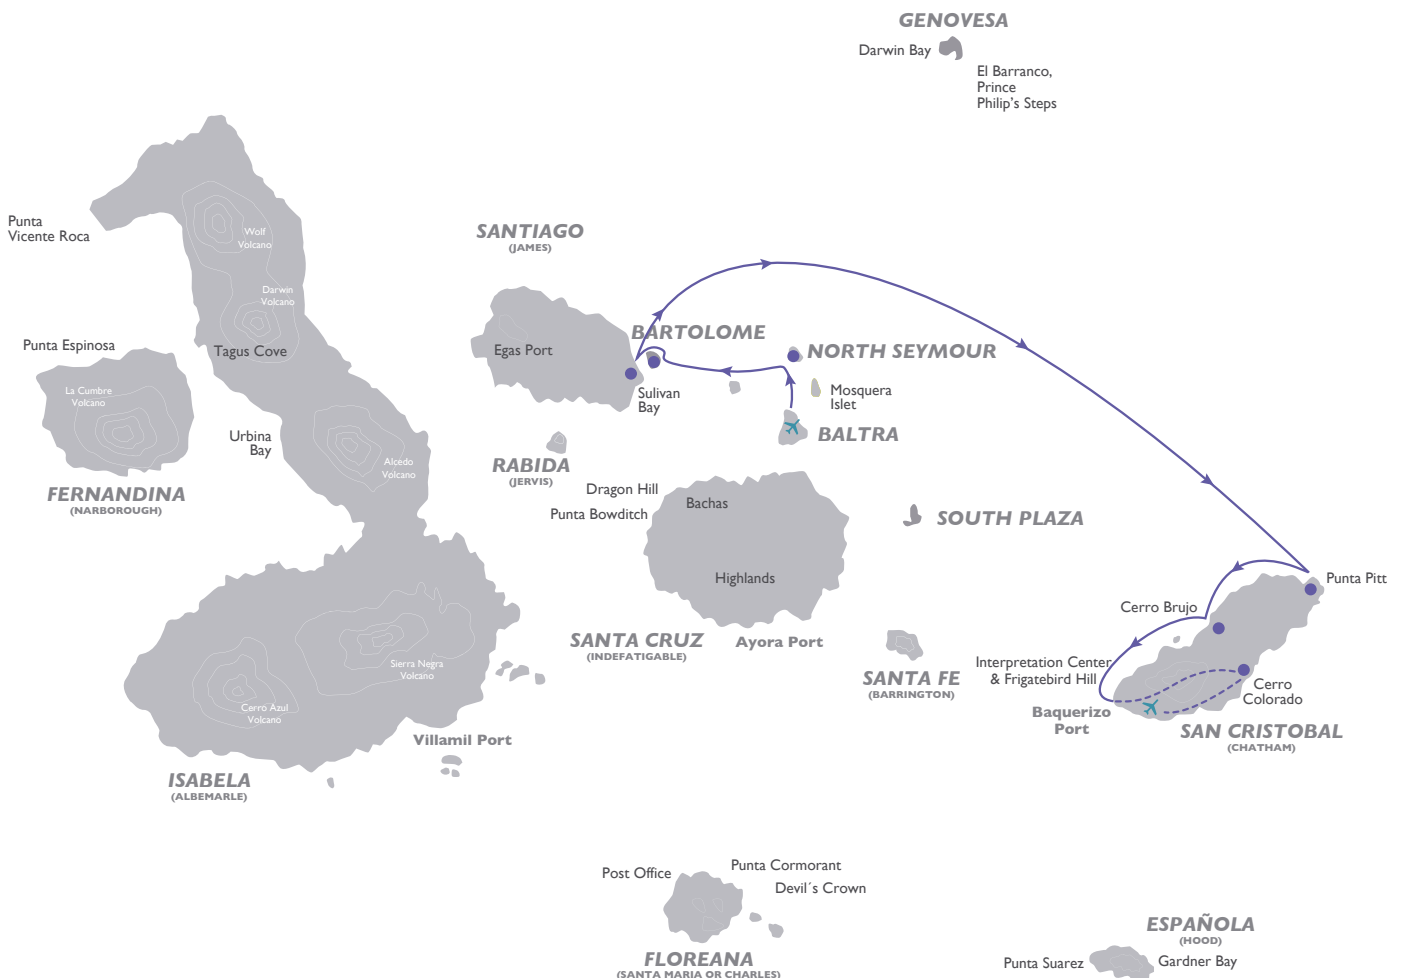 GENOVESA
Darwin Bay
El Barranco,
Prince
Philip's Steps
Punta
Vicente Roca
Wolf
Volcano
SANTIAGO
(JAMES)
Darwin
Volcano
BARTOLOME
Punta Espinosa
Tagus Cove
Egas Port
NORTH SEYMOUR
La Cumbre
Volcano
Sulivan
Bay
Mosquera
Islet
BALTRA
Urbina
Bay
Alcedo
Volcano
RABIDA
(JERVIS)
FERNANDINA
(NARBOROUGH)
Dragon Hill
Bachas
Punta Bowditch
SOUTH PLAZA
Highlands
Punta Pitt
Cerro Brujo
SANTA CRUZ
(INDEFATIGABLE)
Ayora Port
Sierra Negra
Volcano
SANTA FE
(BARRINGTON)
Interpretation Center
& Frigatebird Hill
Cerro
Colorado
Cerro Azul
Volcano
Baquerizo
Port
SAN CRISTOBAL
(CHATHAM)
Villamil Port
ISABELA
(ALBEMARLE)
Post Office
Punta Cormorant
Devil´s Crown
FLOREANA
(SANTA MARIA OR CHARLES)
ESPAÑOLA
(HOOD)
Punta Suarez
Gardner Bay